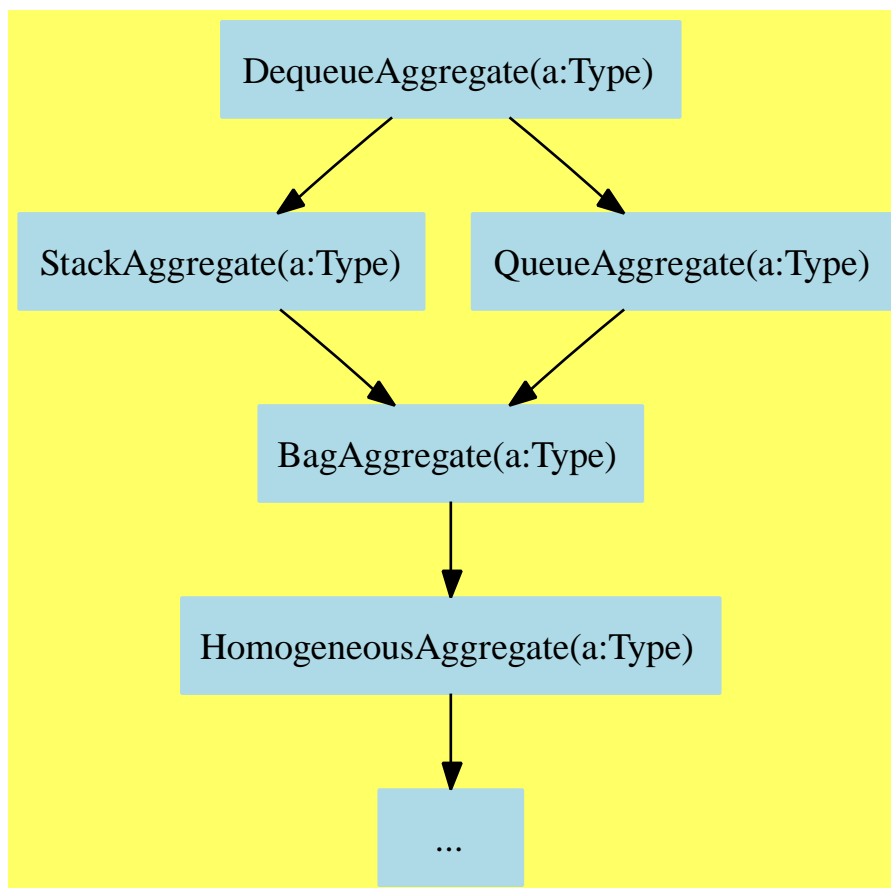 DequeueAggregate(a:Type)
StackAggregate(a:Type)
QueueAggregate(a:Type)
BagAggregate(a:Type)
HomogeneousAggregate(a:Type)
...